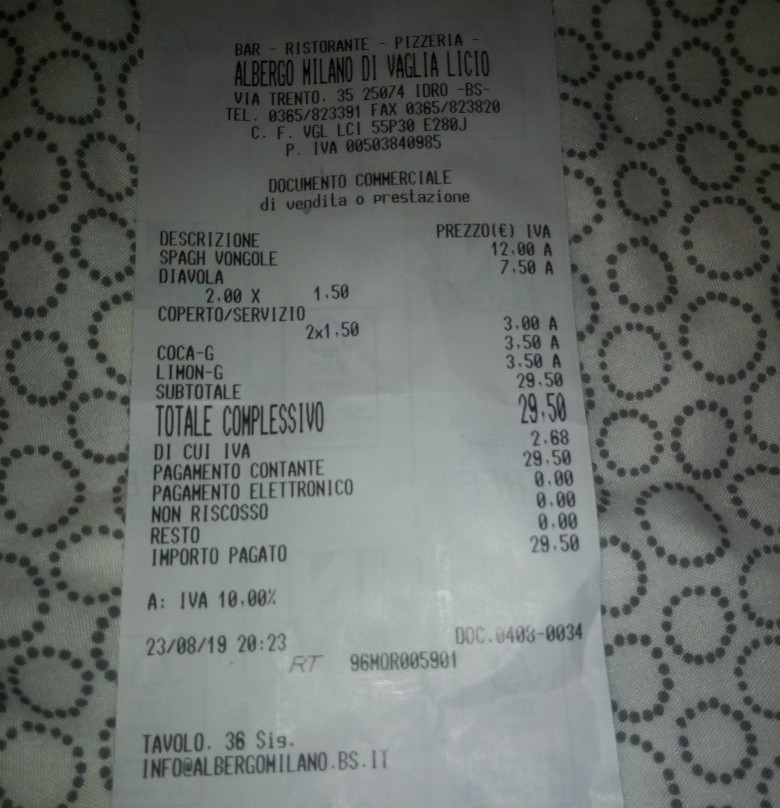 BAR - RISTORANTE - PIZZERIA -
ALBERGO MILANO DI VAGLIA LICIO
VIA TRENTO, 35 25074 IDRO -BS-
TEL. 0365/823391 FAX 0365/823820
C. F. VGL LCI 55P30 E280J
P. IVA 00503840985
DOCUMENTO COMMERCIALE
di vendita o prestazione
DESCRIZIONE PREZZO(€) IVA
SPAGH VONGOLE 12,00 A
DIAVOLA 7,50 A
2,00 X 1,50
COPERTO/SERVIZIO
2x1,50 3,00 A
COCA-G 3,50 A
LIMON-G 3,50 A
SUBTOTALE 29,50
TOTALE COMPLESSIVO 29,50
DI CUI IVA 2,68
PAGAMENTO CONTANTE 29,50
PAGAMENTO ELETTRONICO 0,00
NON RISCOSSO 0,00
RESTO 0,00
IMPORTO PAGATO 29,50
A: IVA 10,00%
23/08/19 20:23 DOC.0408-0034
RT 96MOR005901
TAVOLO. 36 Sig.
INFO@ALBERGOMILANO.BS.IT